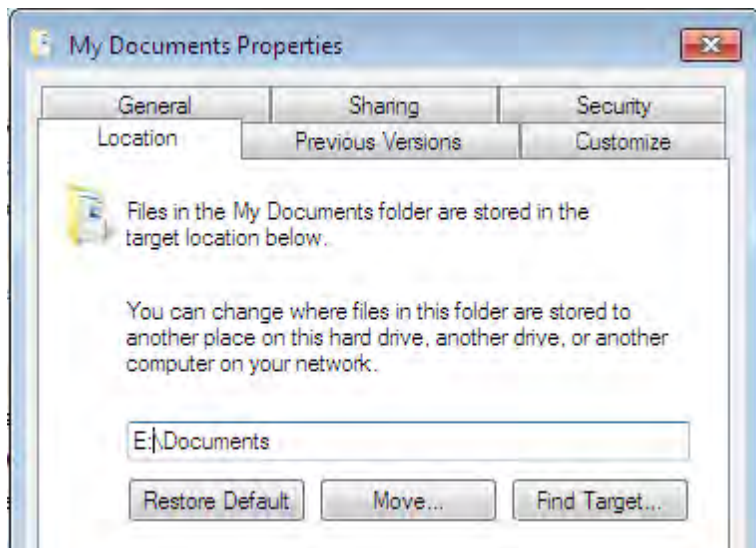 My Documents Properties
General Sharing Security
Location Previous Versions Customize
Files in the My Documents folder are stored in the
target location below.
You can change where files in this folder are stored to
another place on this hard drive, another drive, or another
computer on your network.
E:\Documents
Restore Default Move... Find Target...